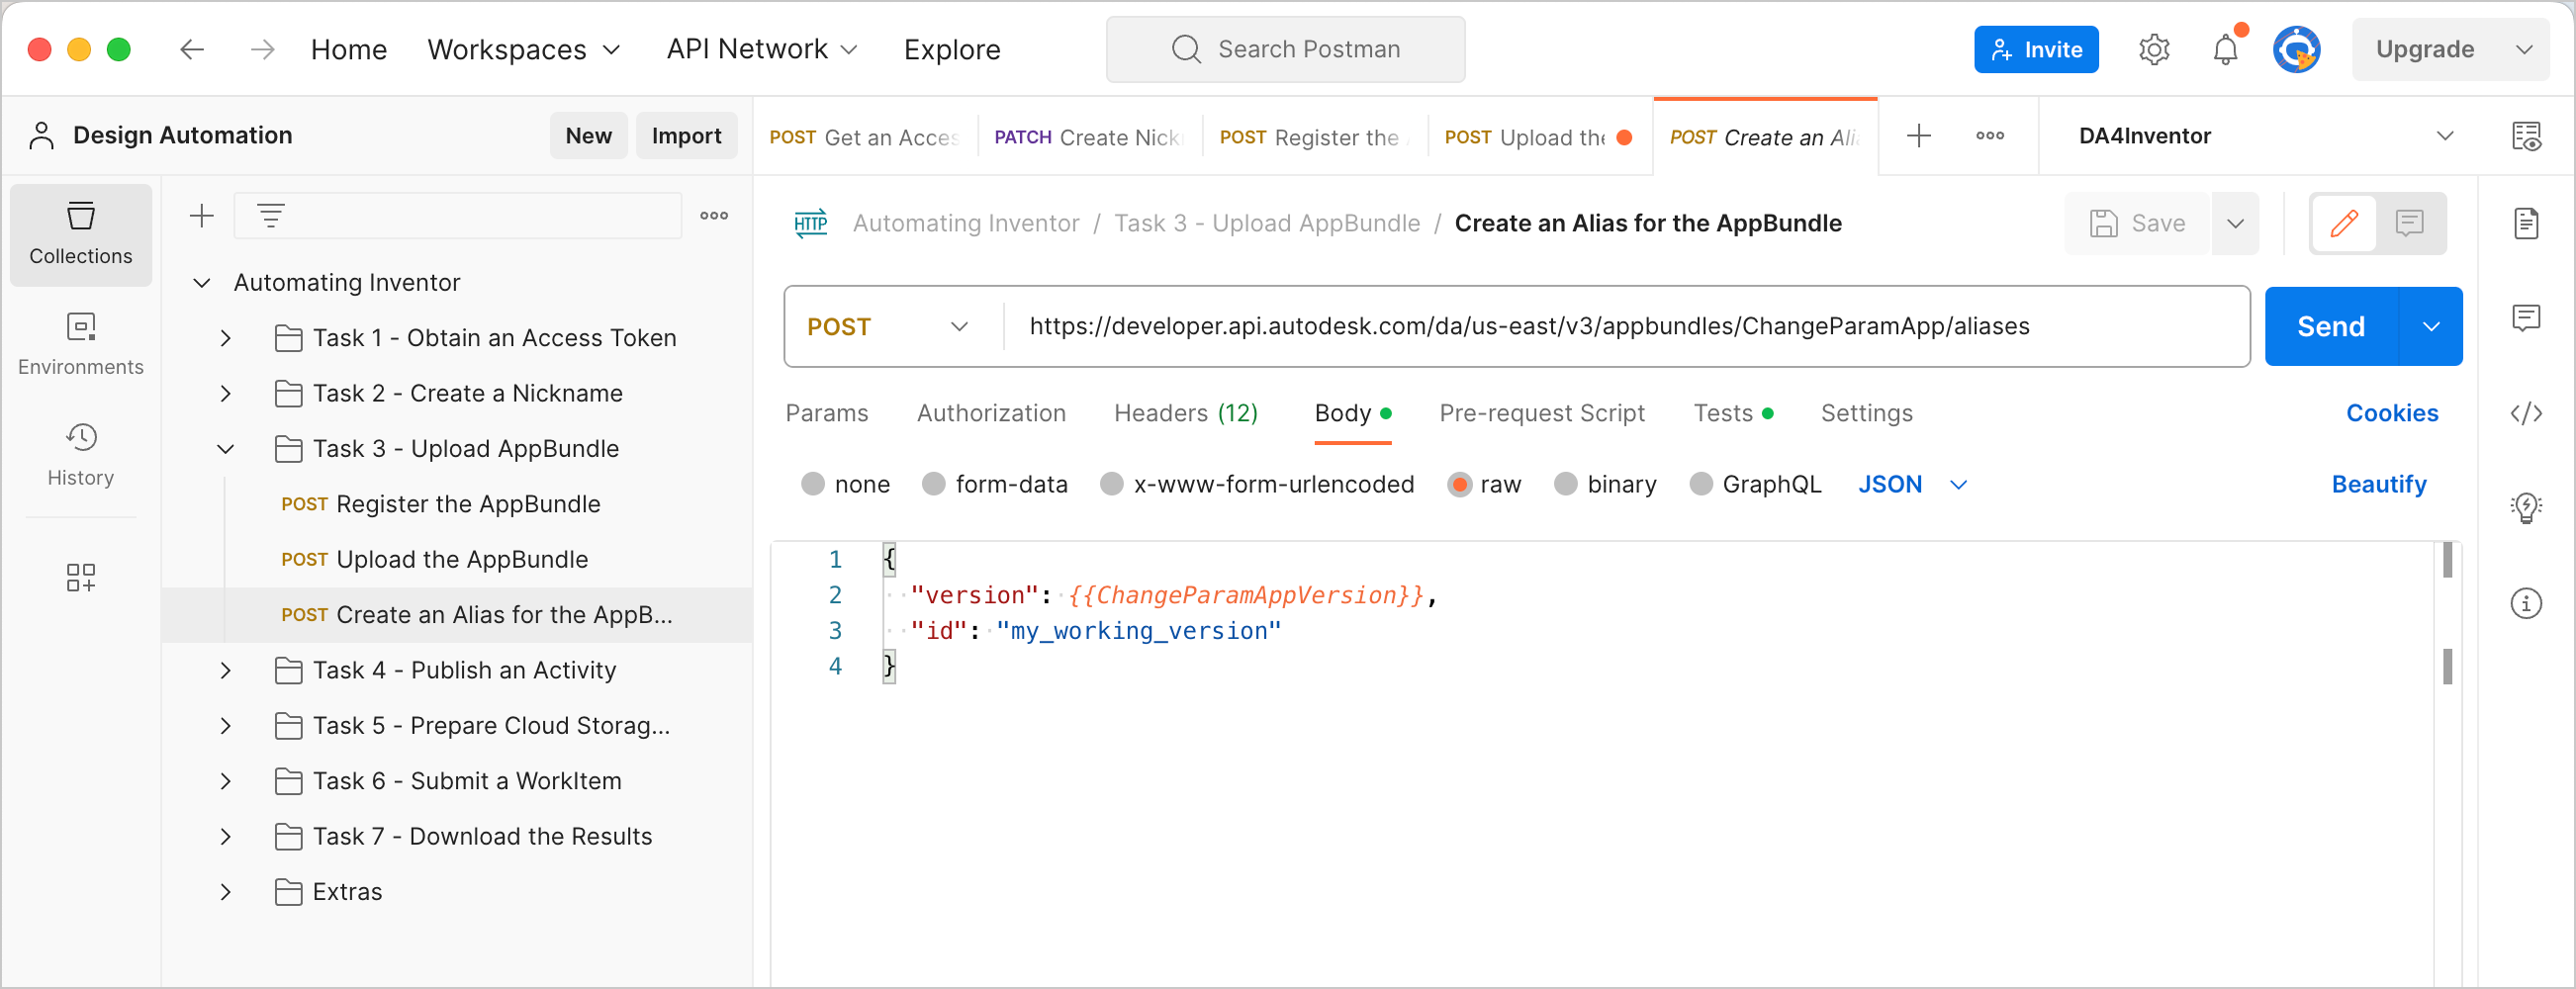 Home Workspaces API Network Explore Search Postman Invite Upgrade
Design Automation New Import
POST Get an Acces PATCH Create Nick POST Register the POST Upload the POST Create an Ali DA4Inventor
Collections
Environments
History
Automating Inventor
Task 1 - Obtain an Access Token
Task 2 - Create a Nickname
Task 3 - Upload AppBundle
POST Register the AppBundle
POST Upload the AppBundle
POST Create an Alias for the AppB...
Task 4 - Publish an Activity
Task 5 - Prepare Cloud Storag...
Task 6 - Submit a WorkItem
Task 7 - Download the Results
Extras
HTTP Automating Inventor / Task 3 - Upload AppBundle / Create an Alias for the AppBundle Save
POST https://developer.api.autodesk.com/da/us-east/v3/appbundles/ChangeParamApp/aliases Send
Params Authorization Headers (12) Body Pre-request Script Tests Settings Cookies
none form-data x-www-form-urlencoded raw binary GraphQL JSON Beautify
1 {
2 "version": {{ChangeParamAppVersion}},
3 "id": "my_working_version"
4 }